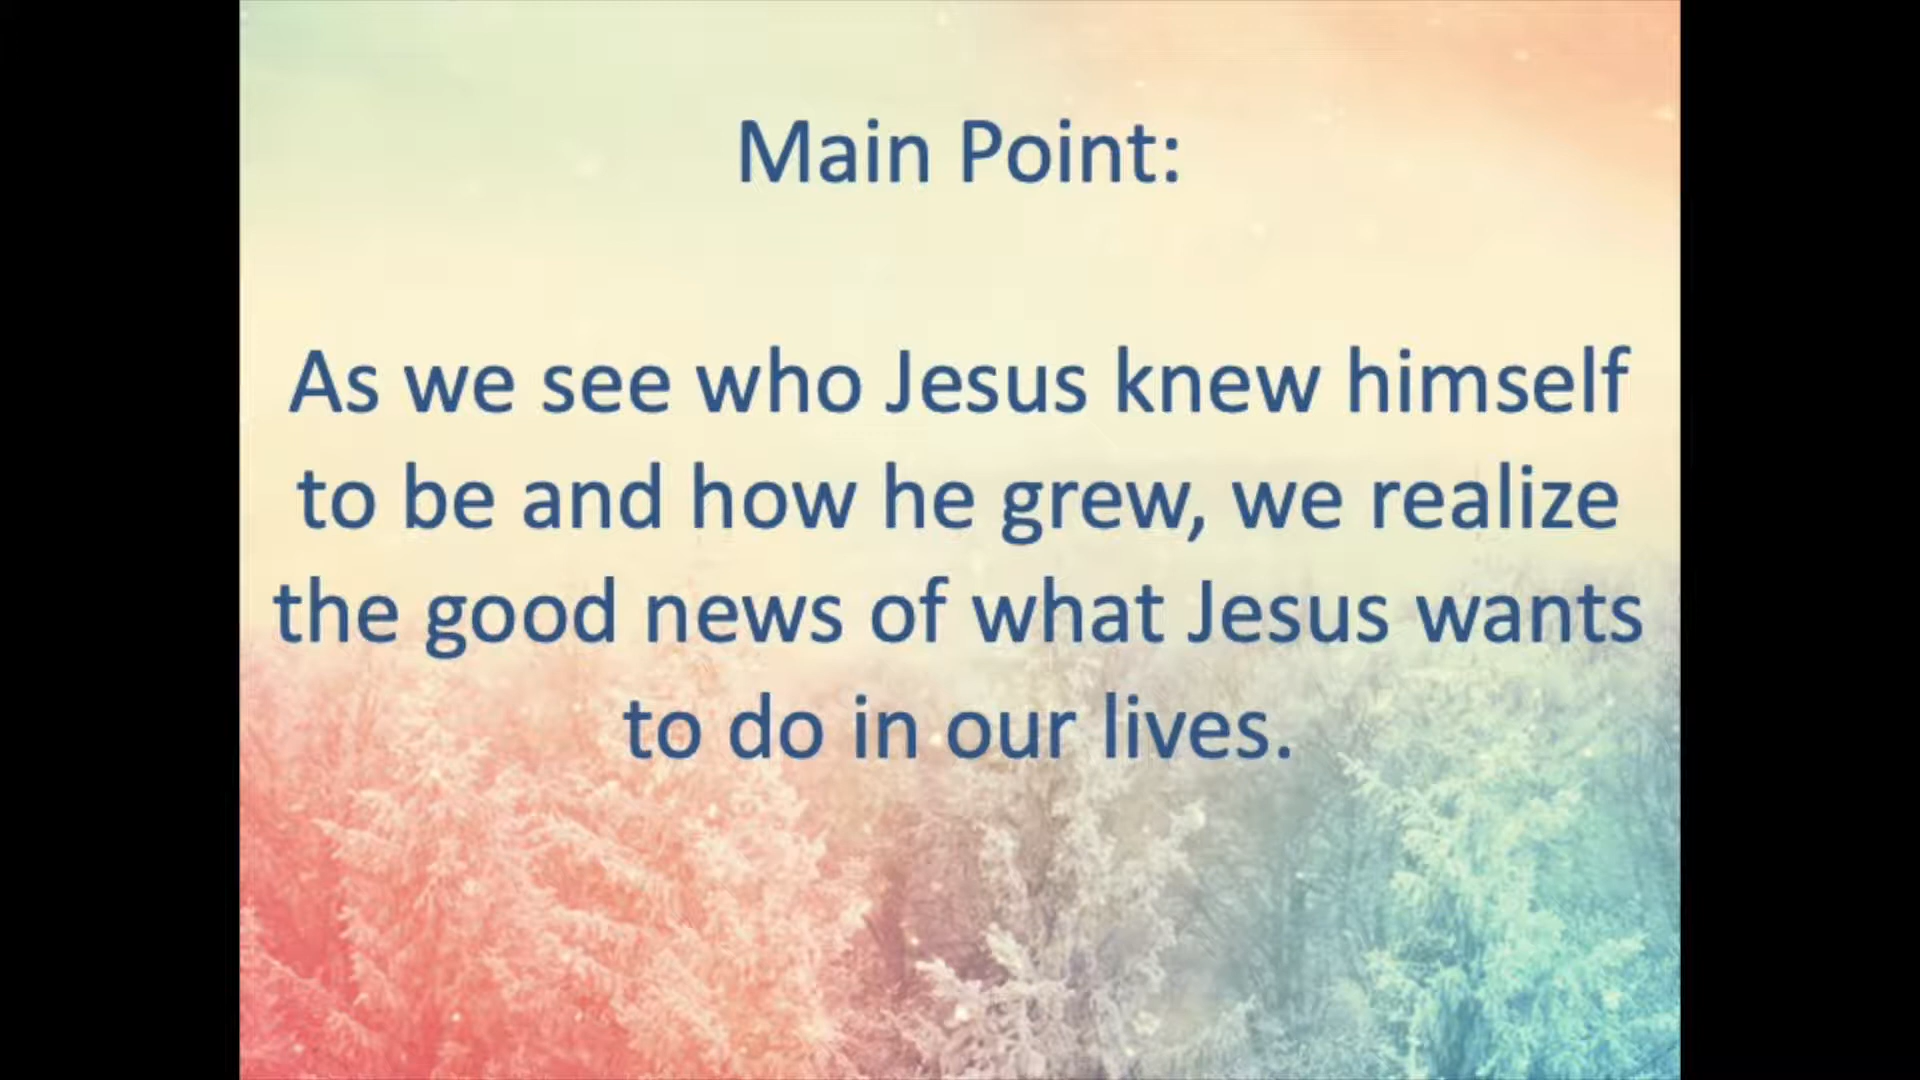 Main Point:
As we see who Jesus knew himself
to be and how he grew, we realize
the good news of what Jesus wants
to do in our lives.